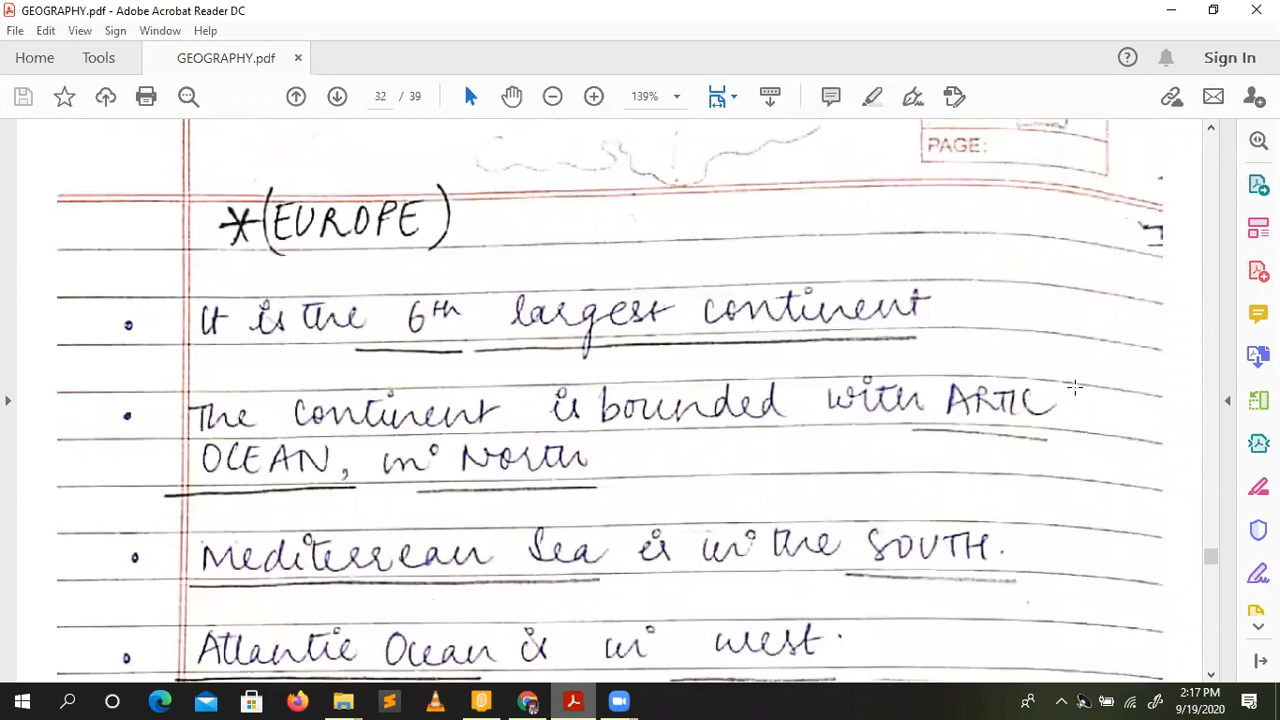 GEOGRAPHY.pdf - Adobe Acrobat Reader DC
File Edit View Sign Window Help
Home Tools GEOGRAPHY.pdf × Sign In
32 / 39 139%
PAGE:
*(EUROPE)
• It is the 6th largest continent
• The continent is bounded with ARTIC
OCEAN, in North
• Mediterrean Sea is in the SOUTH.
• Atlantic Ocean is in west.
2:17 PM
9/19/2020